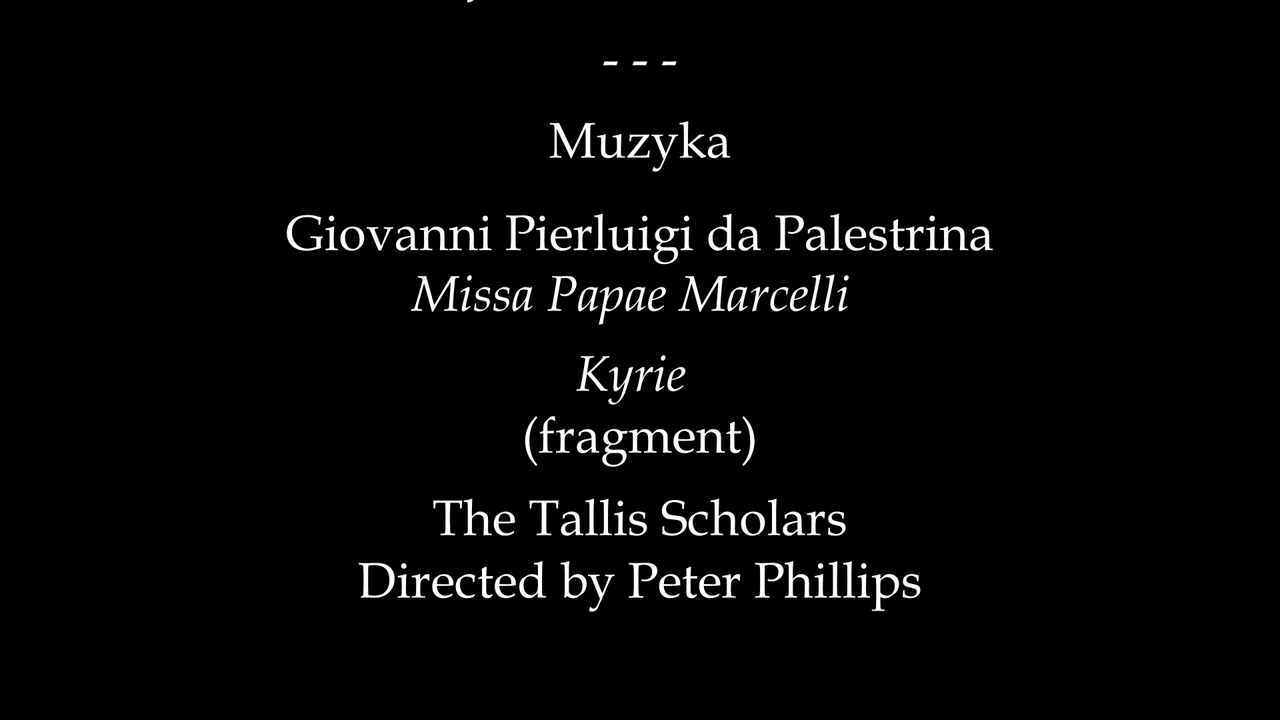 - - -
Muzyka
Giovanni Pierluigi da Palestrina
Missa Papae Marcelli
Kyrie
(fragment)
The Tallis Scholars
Directed by Peter Phillips